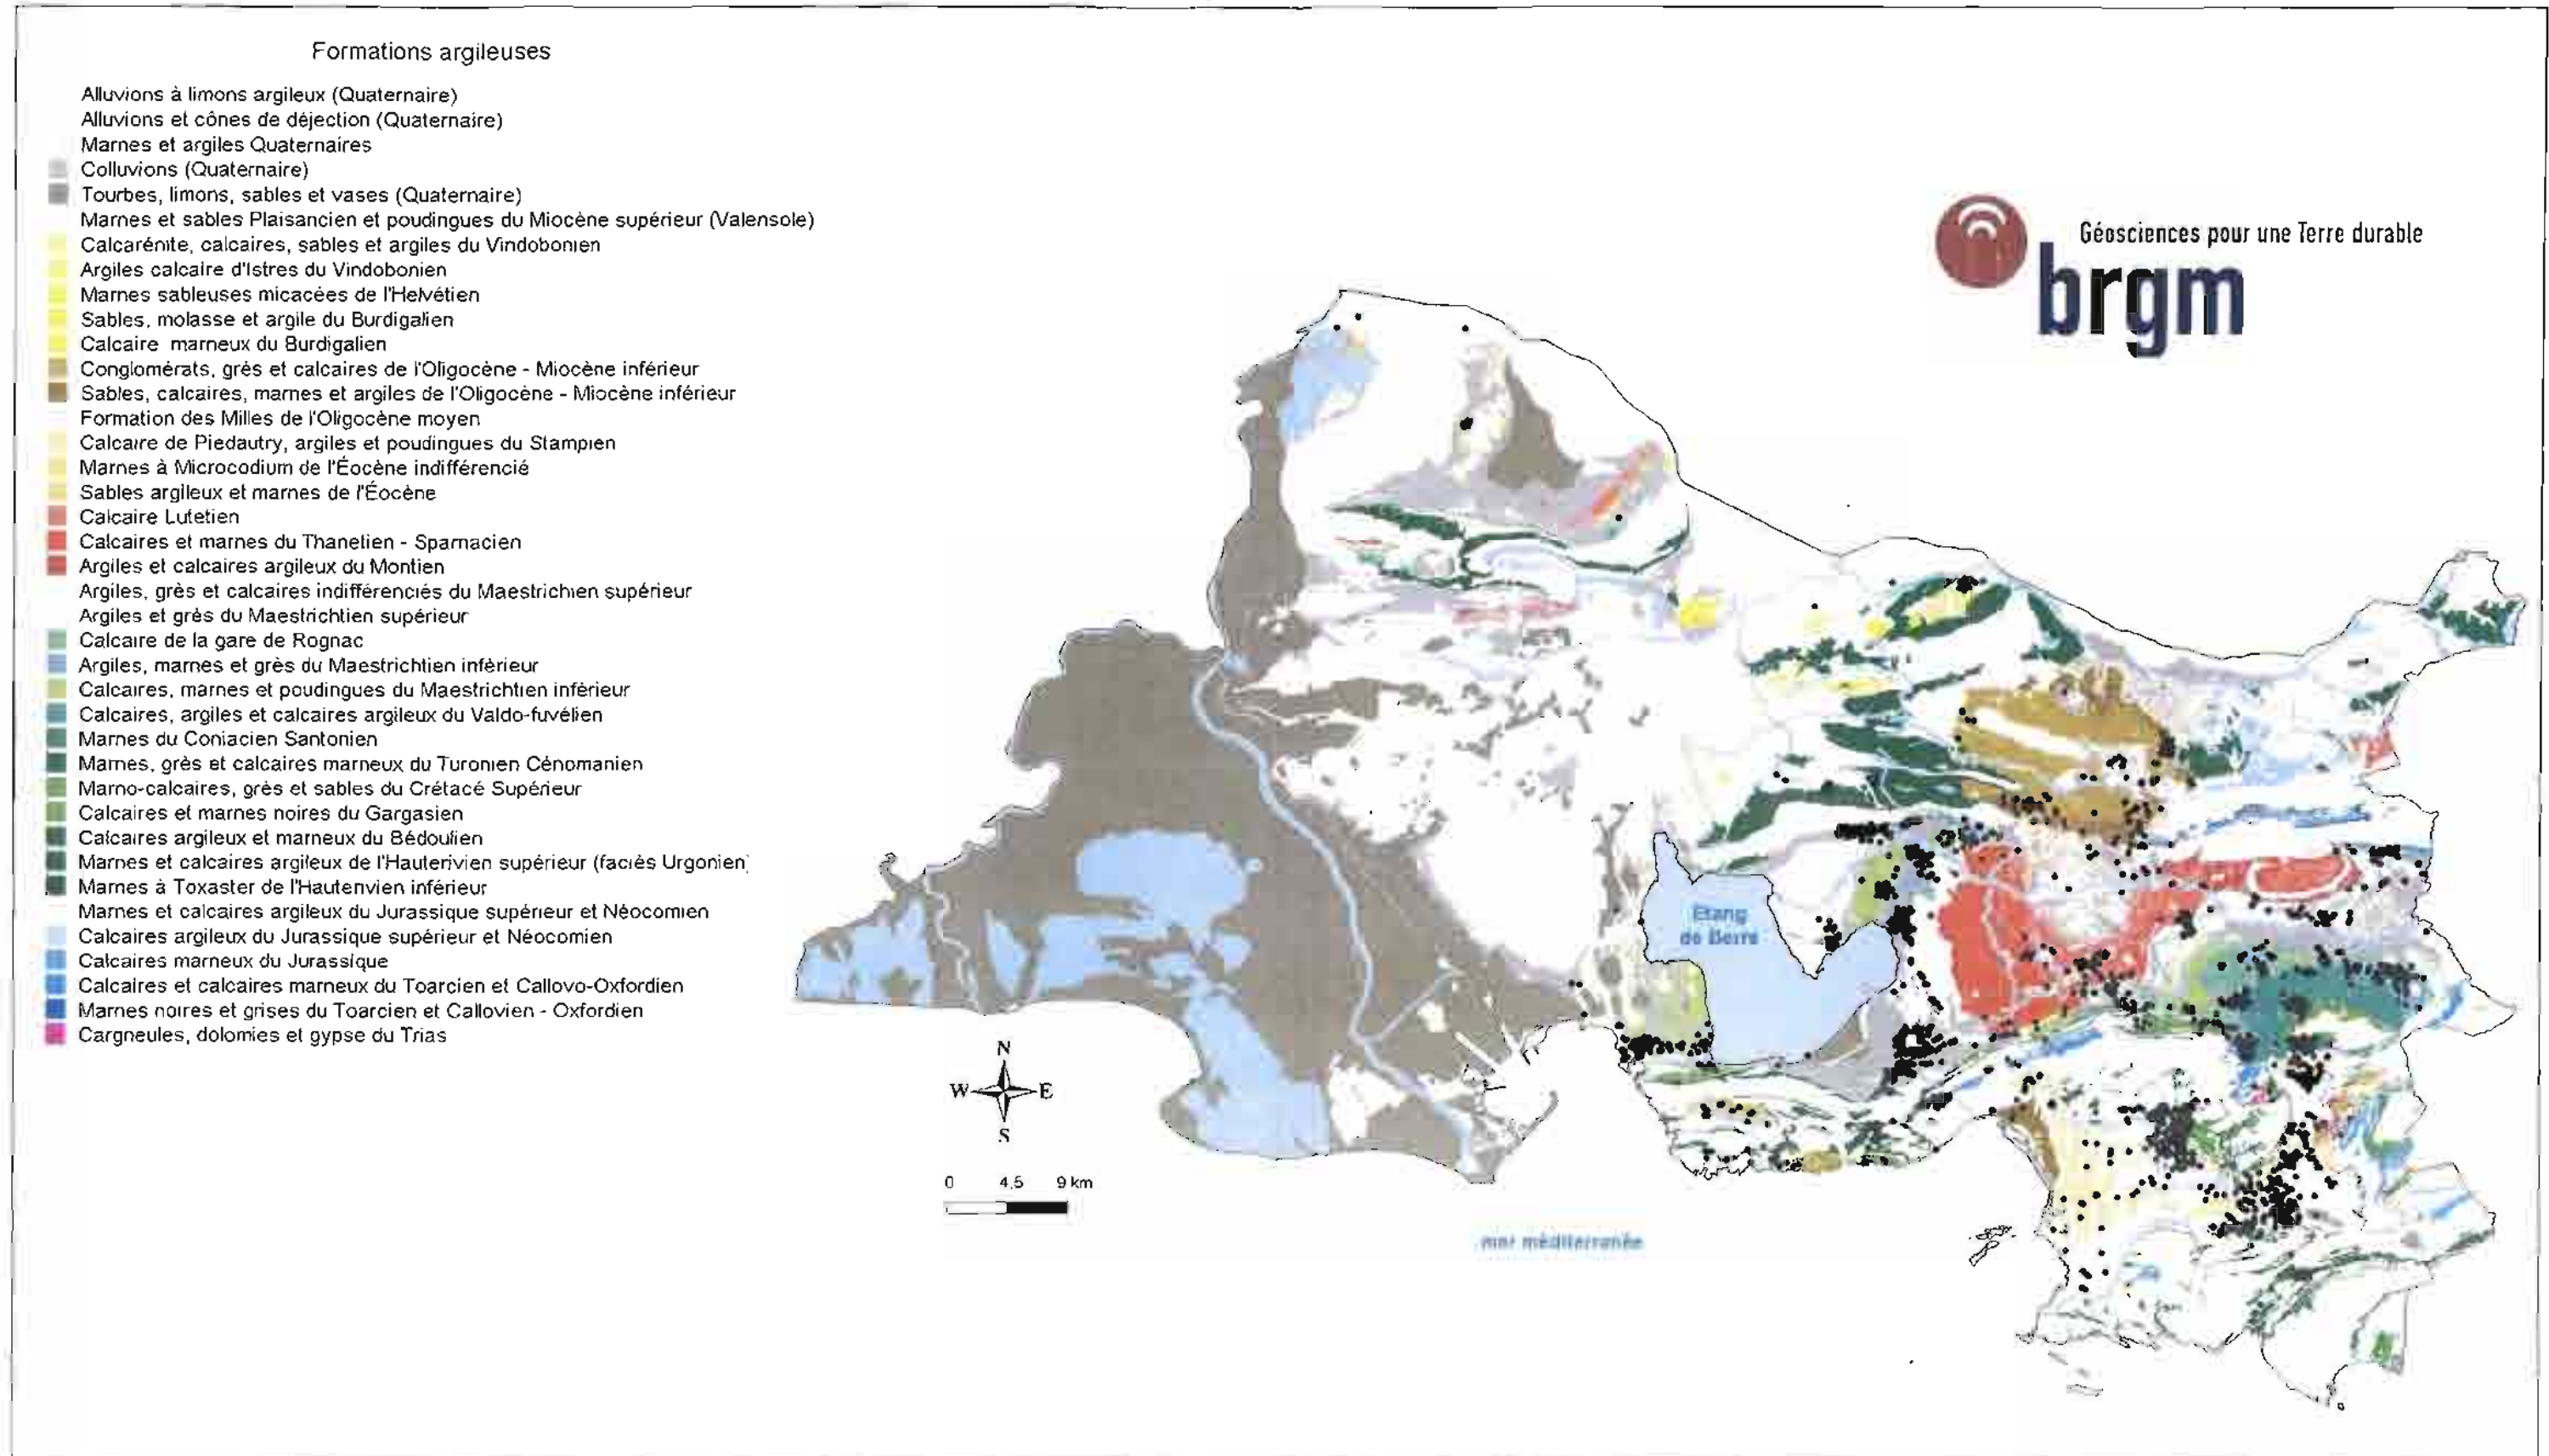 Formations argileuses
Alluvions à limons argileux (Quaternaire)
Alluvions et cônes de déjection (Quaternaire)
Marnes et argiles Quaternaires
Colluvions (Quaternaire)
Tourbes, limons, sables et vases (Quaternaire)
Marnes et sables Plaisancien et poudingues du Miocène supérieur (Valensole)
Calcarénite, calcaires, sables et argiles du Vindobonien
Argiles calcaire d'Istres du Vindobonien
Marnes sableuses micacées de l'Helvétien
Sables, molasse et argile du Burdigalien
Calcaire marneux du Burdigalien
Conglomérats, grès et calcaires de l'Oligocène - Miocène inférieur
Sables, calcaires, marnes et argiles de l'Oligocène - Miocène inférieur
Formation des Milles de l'Oligocène moyen
Calcaire de Piedautry, argiles et poudingues du Stampien
Marnes à Microcodium de l'Éocène indifférencié
Sables argileux et marnes de l'Éocène
Calcaire Lutetien
Calcaires et marnes du Thanetien - Sparnacien
Argiles et calcaires argileux du Montien
Argiles, grès et calcaires indifférenciés du Maestrichien supérieur
Argiles et grès du Maestrichtien supérieur
Calcaire de la gare de Rognac
Argiles, marnes et grès du Maestrichtien inférieur
Calcaires, marnes et poudingues du Maestrichtien inférieur
Calcaires, argiles et calcaires argileux du Valdo-fuvélien
Marnes du Coniacien Santonien
Marnes, grès et calcaires marneux du Turonien Cénomanien
Marno-calcaires, grès et sables du Crétacé Supérieur
Calcaires et marnes noires du Gargasien
Calcaires argileux et marneux du Bédoulien
Marnes et calcaires argileux de l'Hauterivien supérieur (faciès Urgonien)
Marnes à Toxaster de l'Hauterivien inférieur
Marnes et calcaires argileux du Jurassique supérieur et Néocomien
Calcaires argileux du Jurassique supérieur et Néocomien
Calcaires marneux du Jurassique
Calcaires et calcaires marneux du Toarcien et Callovo-Oxfordien
Marnes noires et grises du Toarcien et Callovien - Oxfordien
Cargneules, dolomies et gypse du Trias
Géosciences pour une Terre durable
brgm
Etang
de Berre
N
W E
S
0 4,5 9 km
mer méditerranée